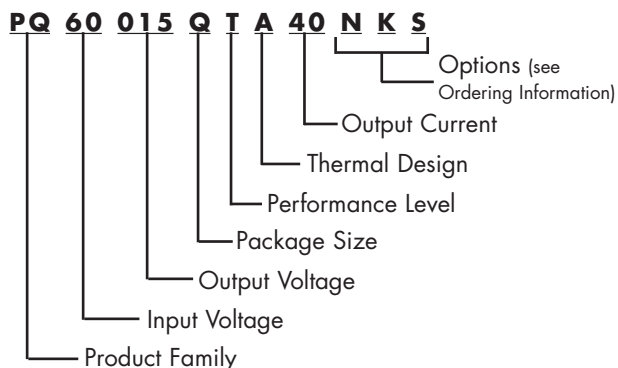 PQ 60 015 Q T A 40 N K S
Options (see
Ordering Information)
Output Current
Thermal Design
Performance Level
Package Size
Output Voltage
Input Voltage
Product Family